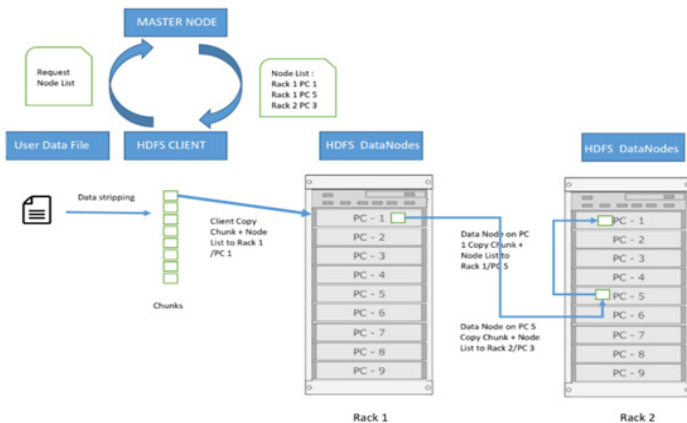 MASTER NODE
Request
Node List
Node List :
Rack 1 PC 1
Rack 1 PC 5
Rack 2 PC 3
User Data File
HDFS CLIENT
HDFS DataNodes
HDFS DataNodes
Data stripping
Client Copy
Chunk + Node
List to Rack 1
/PC 1
Chunks
PC - 1
PC - 2
PC - 3
PC - 4
PC - 5
PC - 6
PC - 7
PC - 8
PC - 9
Rack 1
Data Node on PC
1 Copy Chunk +
Node List to
Rack 1/PC 5
Data Node on PC 5
Copy Chunk + Node
List to Rack 2/PC 3
PC - 1
PC - 2
PC - 3
PC - 4
PC - 5
PC - 6
PC - 7
PC - 8
PC - 9
Rack 2